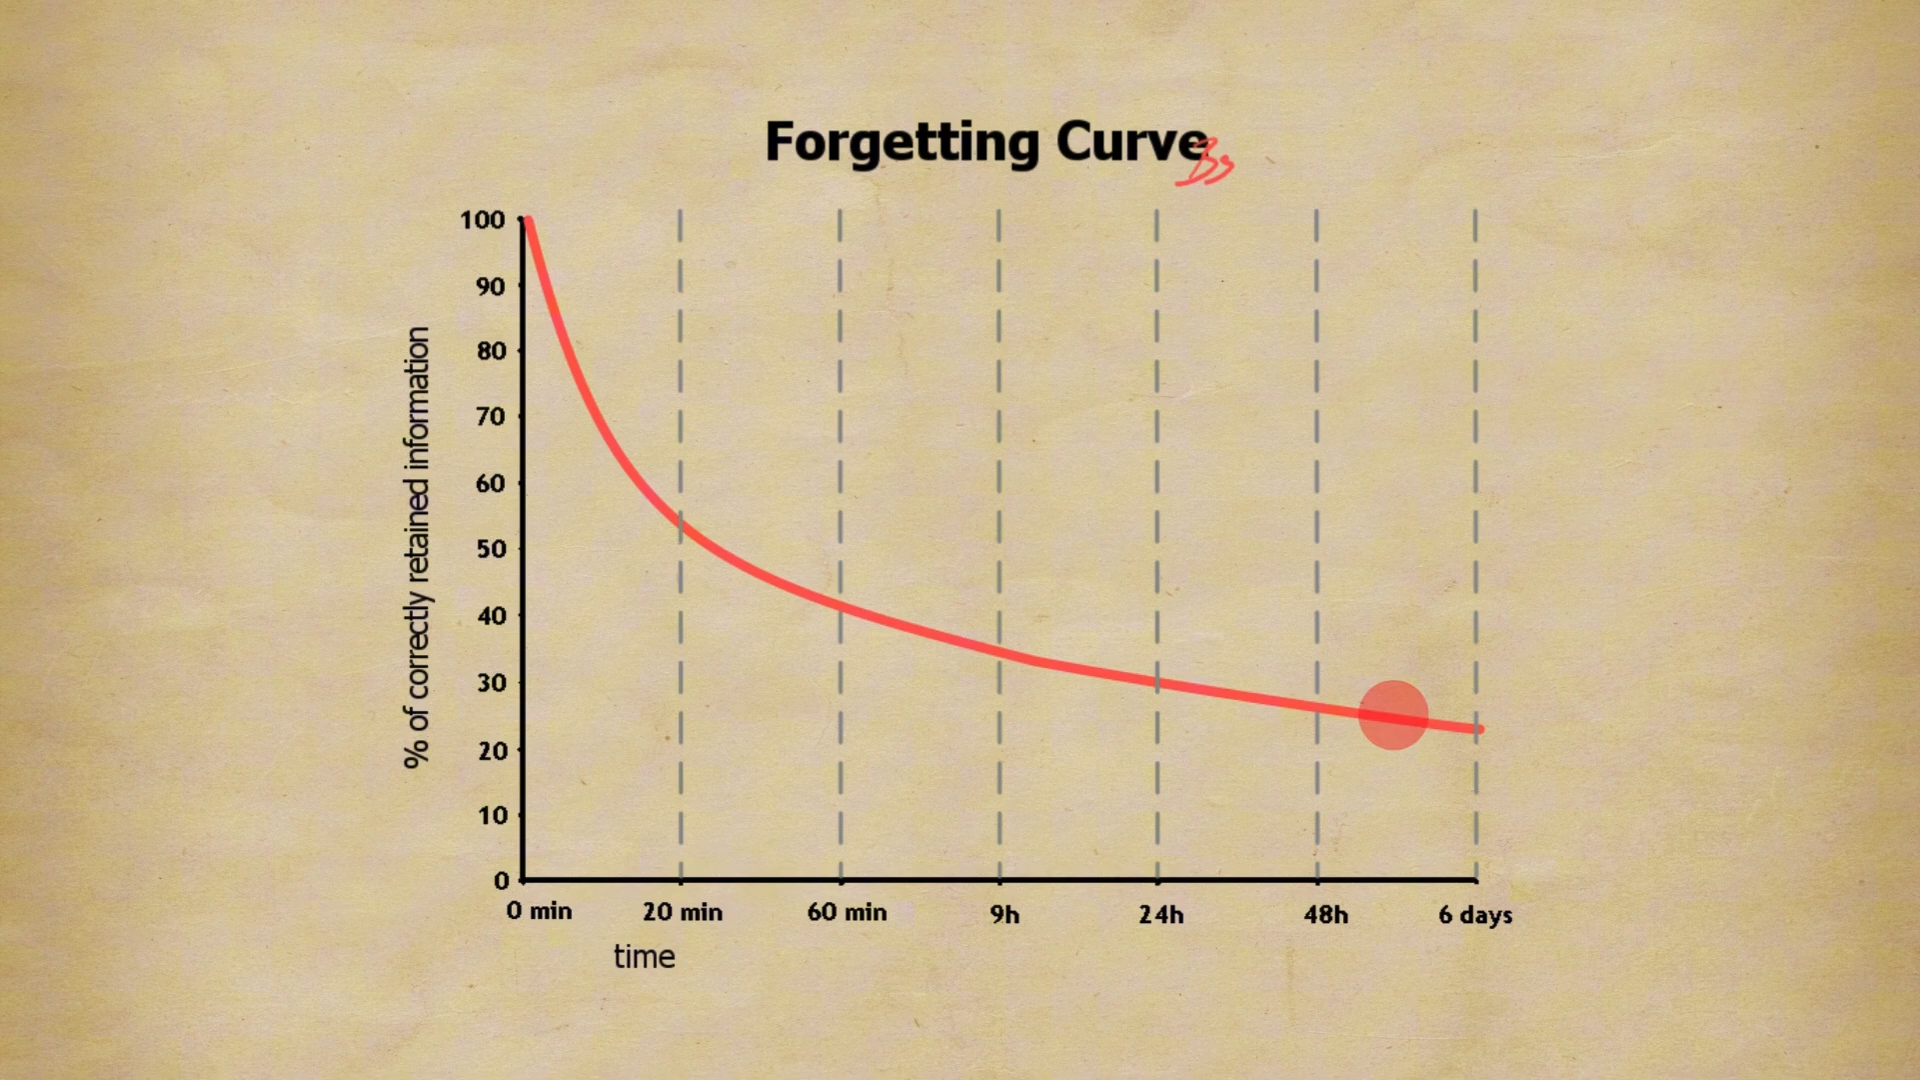 Forgetting Curve
Bs
% of correctly retained information
100
90
80
70
60
50
40
30
20
10
0
0 min 20 min 60 min 9h 24h 48h 6 days
time